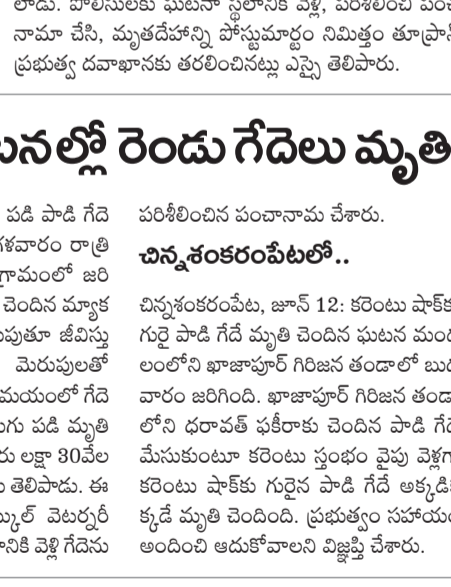 లాడు. పోలీసులకు ఘటనా స్థలానికి వెళ్లి, పరిశీలించి పంచ
నామా చేసి, మృతదేహాన్ని పోస్టుమార్టం నిమిత్తం తూప్రాన్
ప్రభుత్వ దవాఖానకు తరలించినట్లు ఎస్సై తెలిపారు.
టనల్లో రెండు గేదెలు మృతి
పడి పాడి గేదె
గళవారం రాత్రి
గ్రామంలో జరి
చెందిన మ్యాక
పుతూ జీవిస్తు
మెరుపులతో
మయంలో గేదె
గు పడి మృతి
రు లక్షా 30వేల
తెలిపాడు. ఈ
్కుల్ వెటర్నరీ
నికి వెళ్లి గేదెను
పరిశీలించిన పంచానామ చేశారు.
చిన్నశంకరంపేటలో..
చిన్నశంకరంపేట, జూన్ 12: కరెంటు షాక్‌క
గురై పాడి గేదే మృతి చెందిన ఘటన మండ
లంలోని ఖాజాపూర్ గిరిజన తండాలో బుధ
వారం జరిగింది. ఖాజాపూర్ గిరిజన తండ
లోని ధరావత్ ఫకీరాకు చెందిన పాడి గేదె
మేసుకుంటూ కరెంటు స్తంభం వైపు వెళ్లగా
కరెంటు షాక్‌కు గురైన పాడి గేదే అక్కడిక
క్కడే మృతి చెందింది. ప్రభుత్వం సహాయం
అందించి ఆదుకోవాలని విజ్ఞప్తి చేశారు.